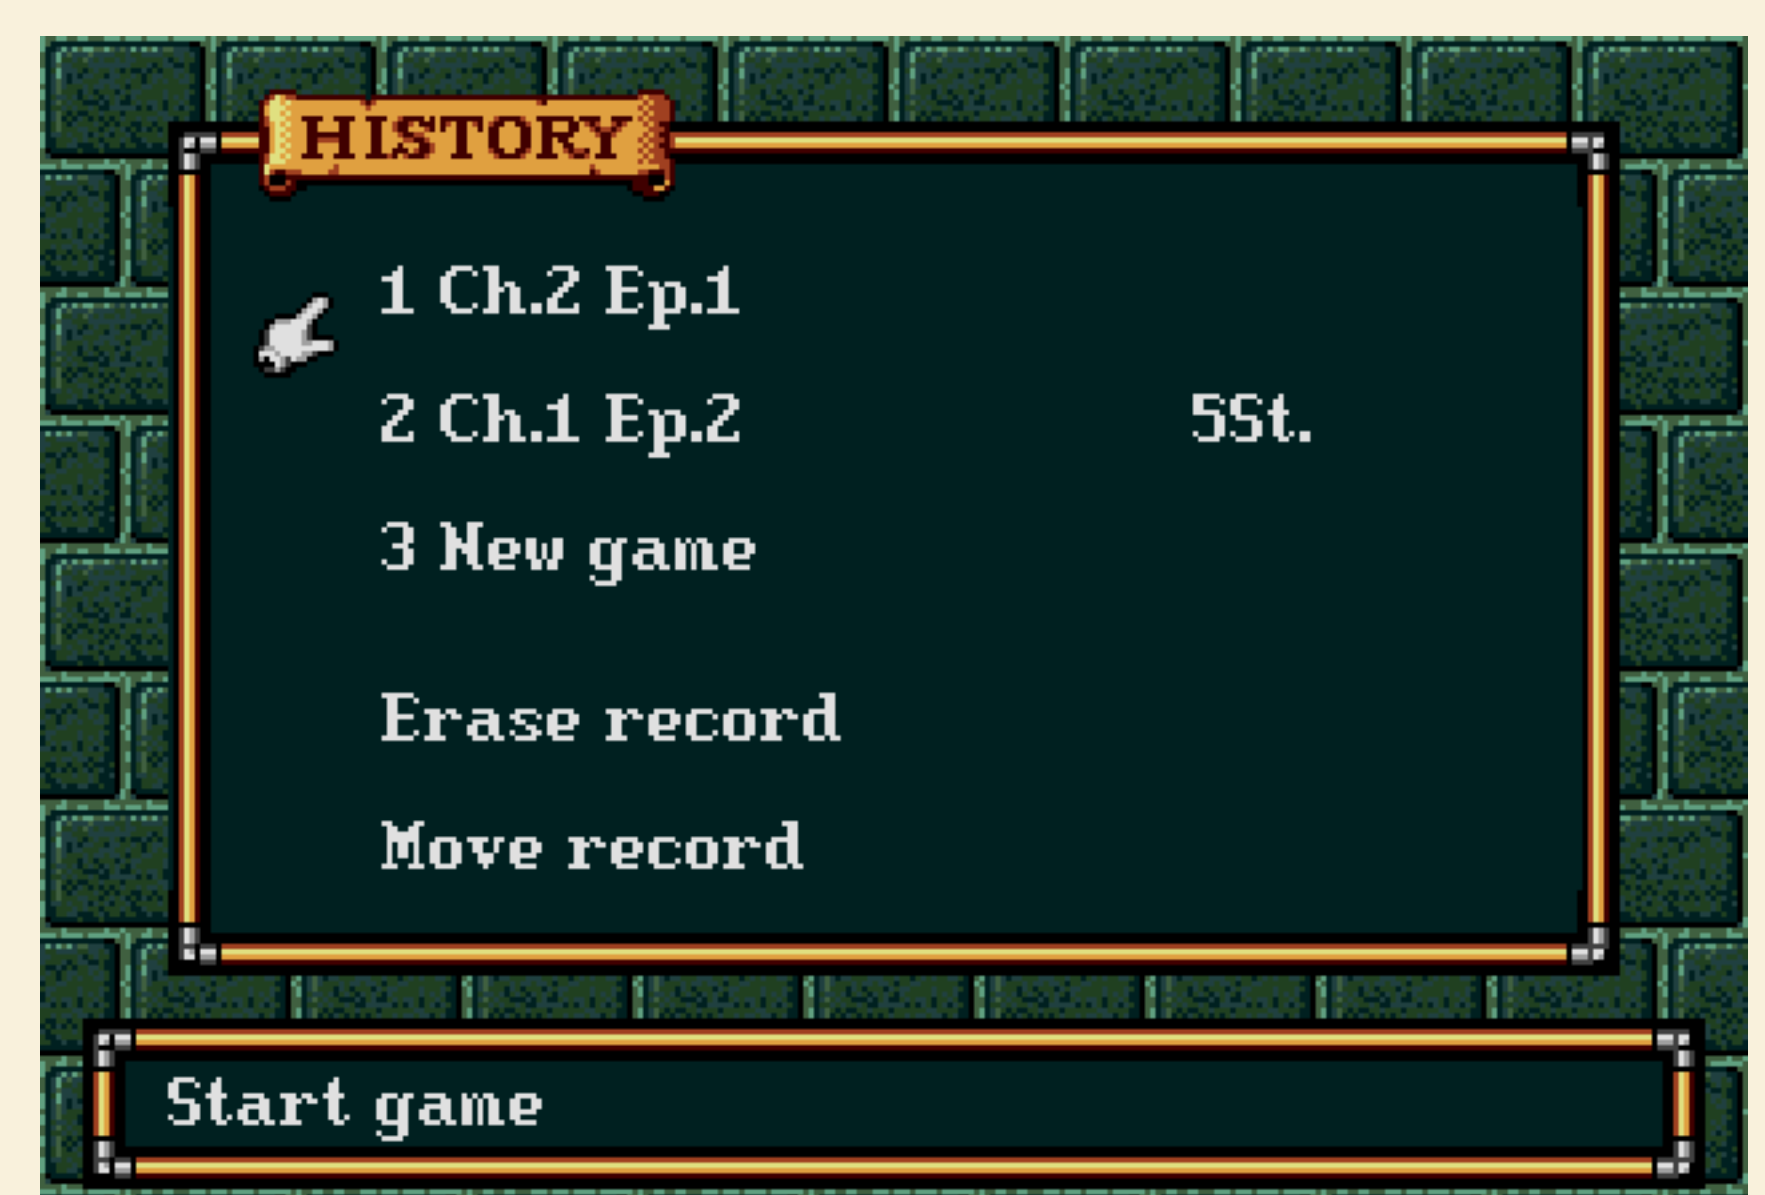 HISTORY
1 Ch.2 Ep.1
2 Ch.1 Ep.2 5St.
3 New game
Erase record
Move record
Start game